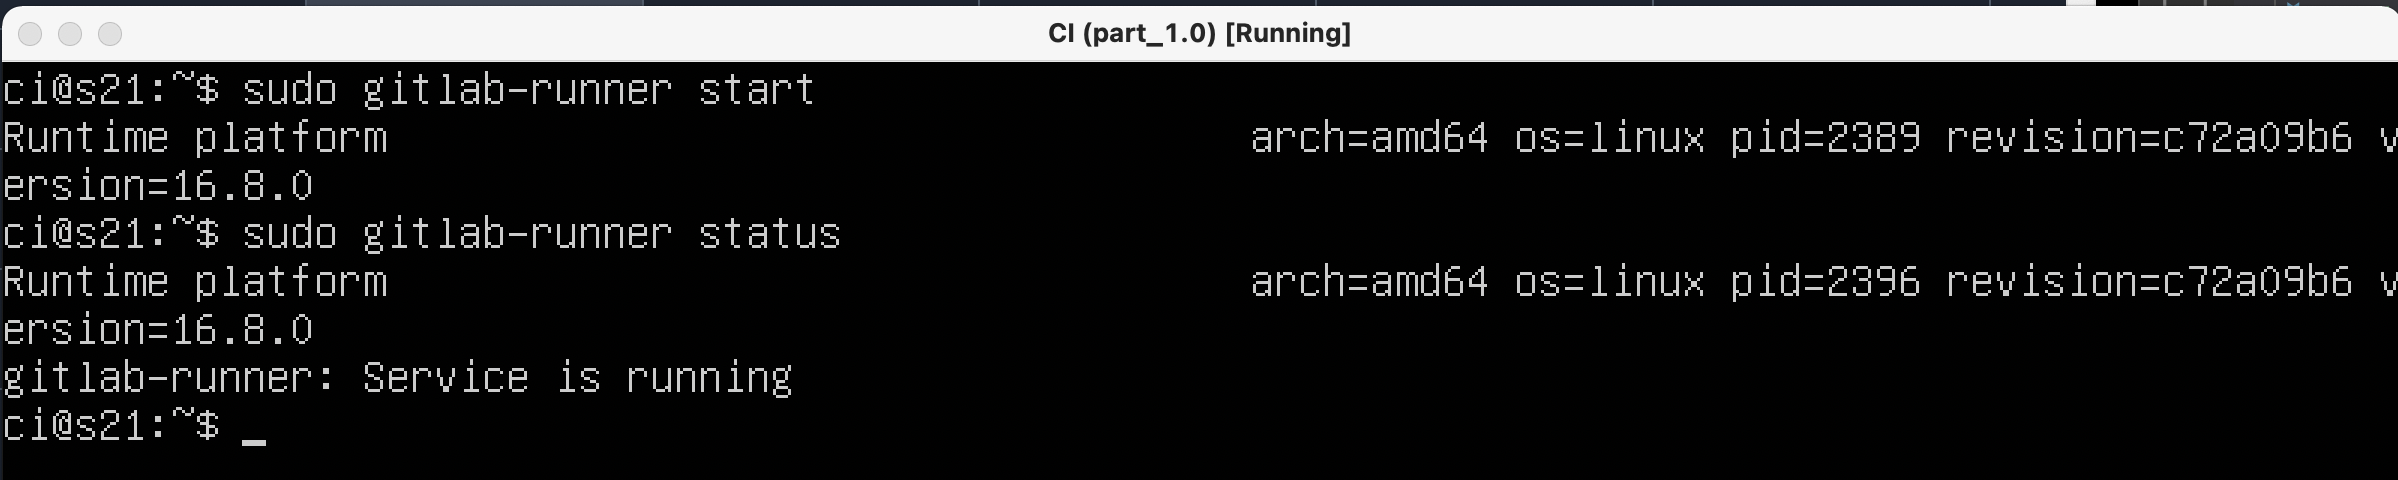 CI (part_1.0) [Running]
ci@s21:~$ sudo gitlab-runner start
Runtime platform                                    arch=amd64 os=linux pid=2389 revision=c72a09b6 v
ersion=16.8.0
ci@s21:~$ sudo gitlab-runner status
Runtime platform                                    arch=amd64 os=linux pid=2396 revision=c72a09b6 v
ersion=16.8.0
gitlab-runner: Service is running
ci@s21:~$ _